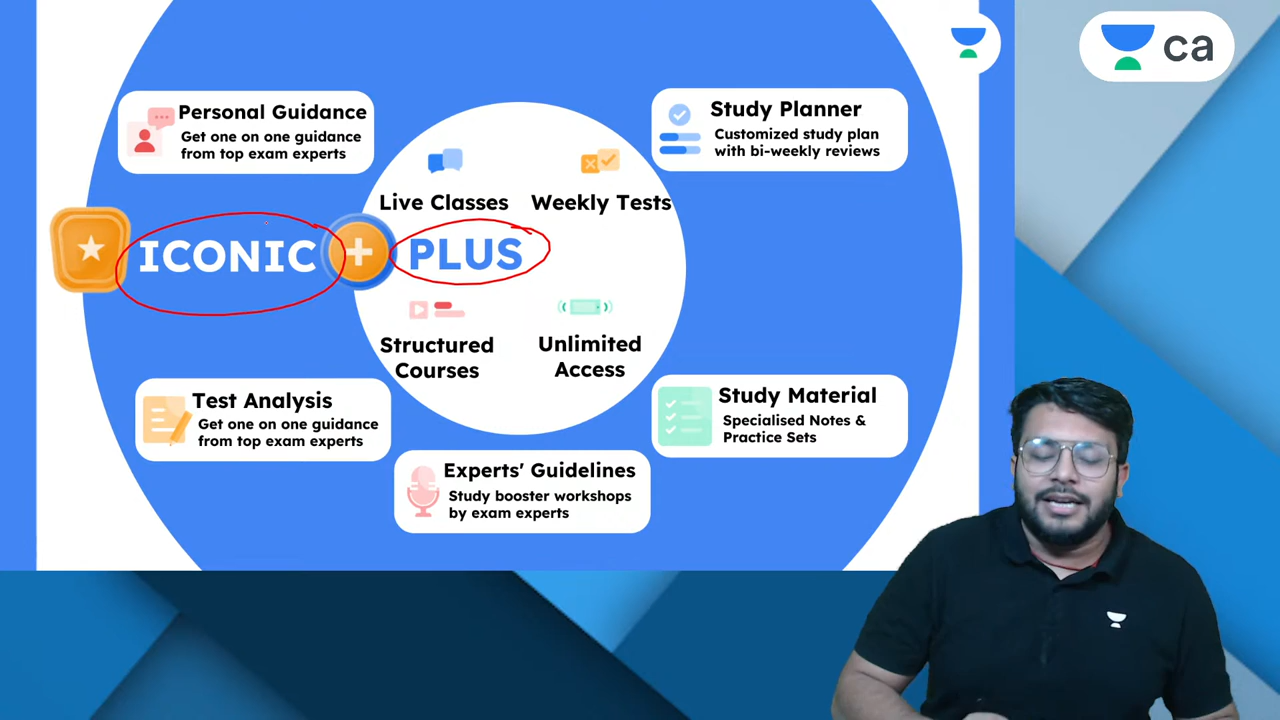 ca
Personal Guidance
Get one on one guidance
from top exam experts
Study Planner
Customized study plan
with bi-weekly reviews
Live Classes
Weekly Tests
ICONIC
PLUS
Structured
Courses
Unlimited
Access
Test Analysis
Get one on one guidance
from top exam experts
Study Material
Specialised Notes &
Practice Sets
Experts' Guidelines
Study booster workshops
by exam experts